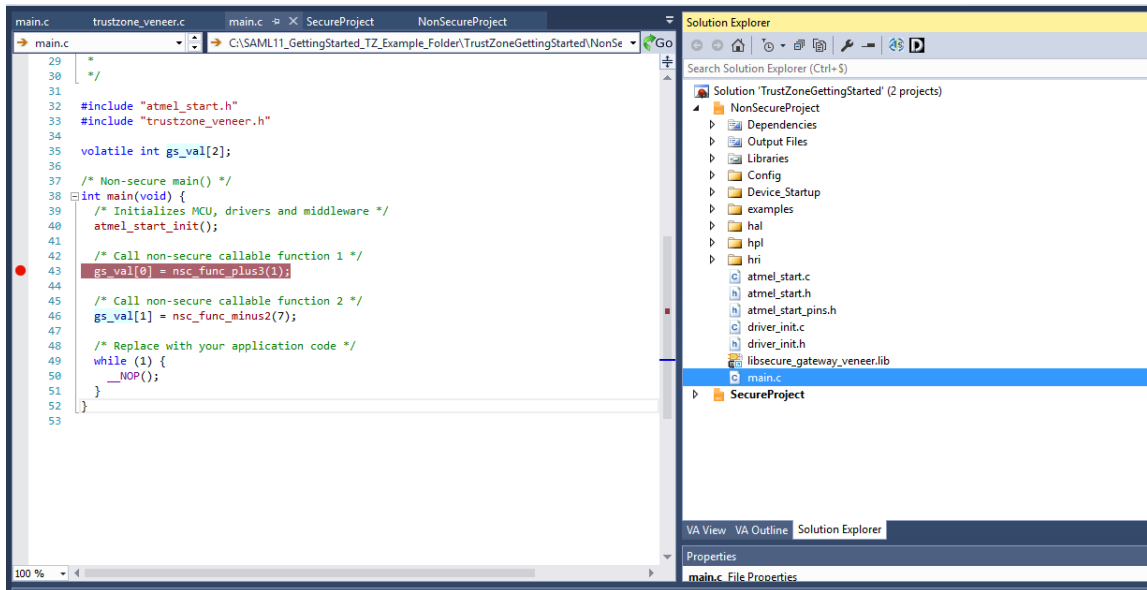 main.c trustzone_veneer.c main.c SecureProject NonSecureProject
main.c C:\SAML11_GettingStarted_TZ_Example_Folder\TrustZoneGettingStarted\NonSe Go
29 *
30 */
31
32 #include "atmel_start.h"
33 #include "trustzone_veneer.h"
34
35 volatile int gs_val[2];
36
37 /* Non-secure main() */
38 int main(void) {
39 /* Initializes MCU, drivers and middleware */
40 atmel_start_init();
41
42 /* Call non-secure callable function 1 */
43 gs_val[0] = nsc_func_plus3(1);
44
45 /* Call non-secure callable function 2 */
46 gs_val[1] = nsc_func_minus2(7);
47
48 /* Replace with your application code */
49 while (1) {
50 __NOP();
51 }
52 }
53
100 %
Solution Explorer
Search Solution Explorer (Ctrl+$)
Solution 'TrustZoneGettingStarted' (2 projects)
NonSecureProject
Dependencies
Output Files
Libraries
Config
Device_Startup
examples
hal
hpl
hri
atmel_start.c
atmel_start.h
atmel_start_pins.h
driver_init.c
driver_init.h
libsecure_gateway_veneer.lib
main.c
SecureProject
VA View VA Outline Solution Explorer
Properties
main.c File Properties